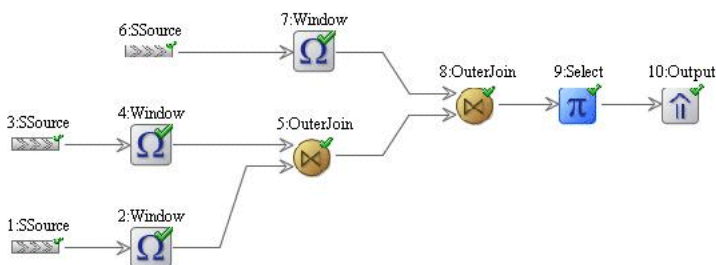 6:SSource
7:Window
8:OuterJoin
9:Select
10:Output
3:SSource
4:Window
5:OuterJoin
1:SSource
2:Window